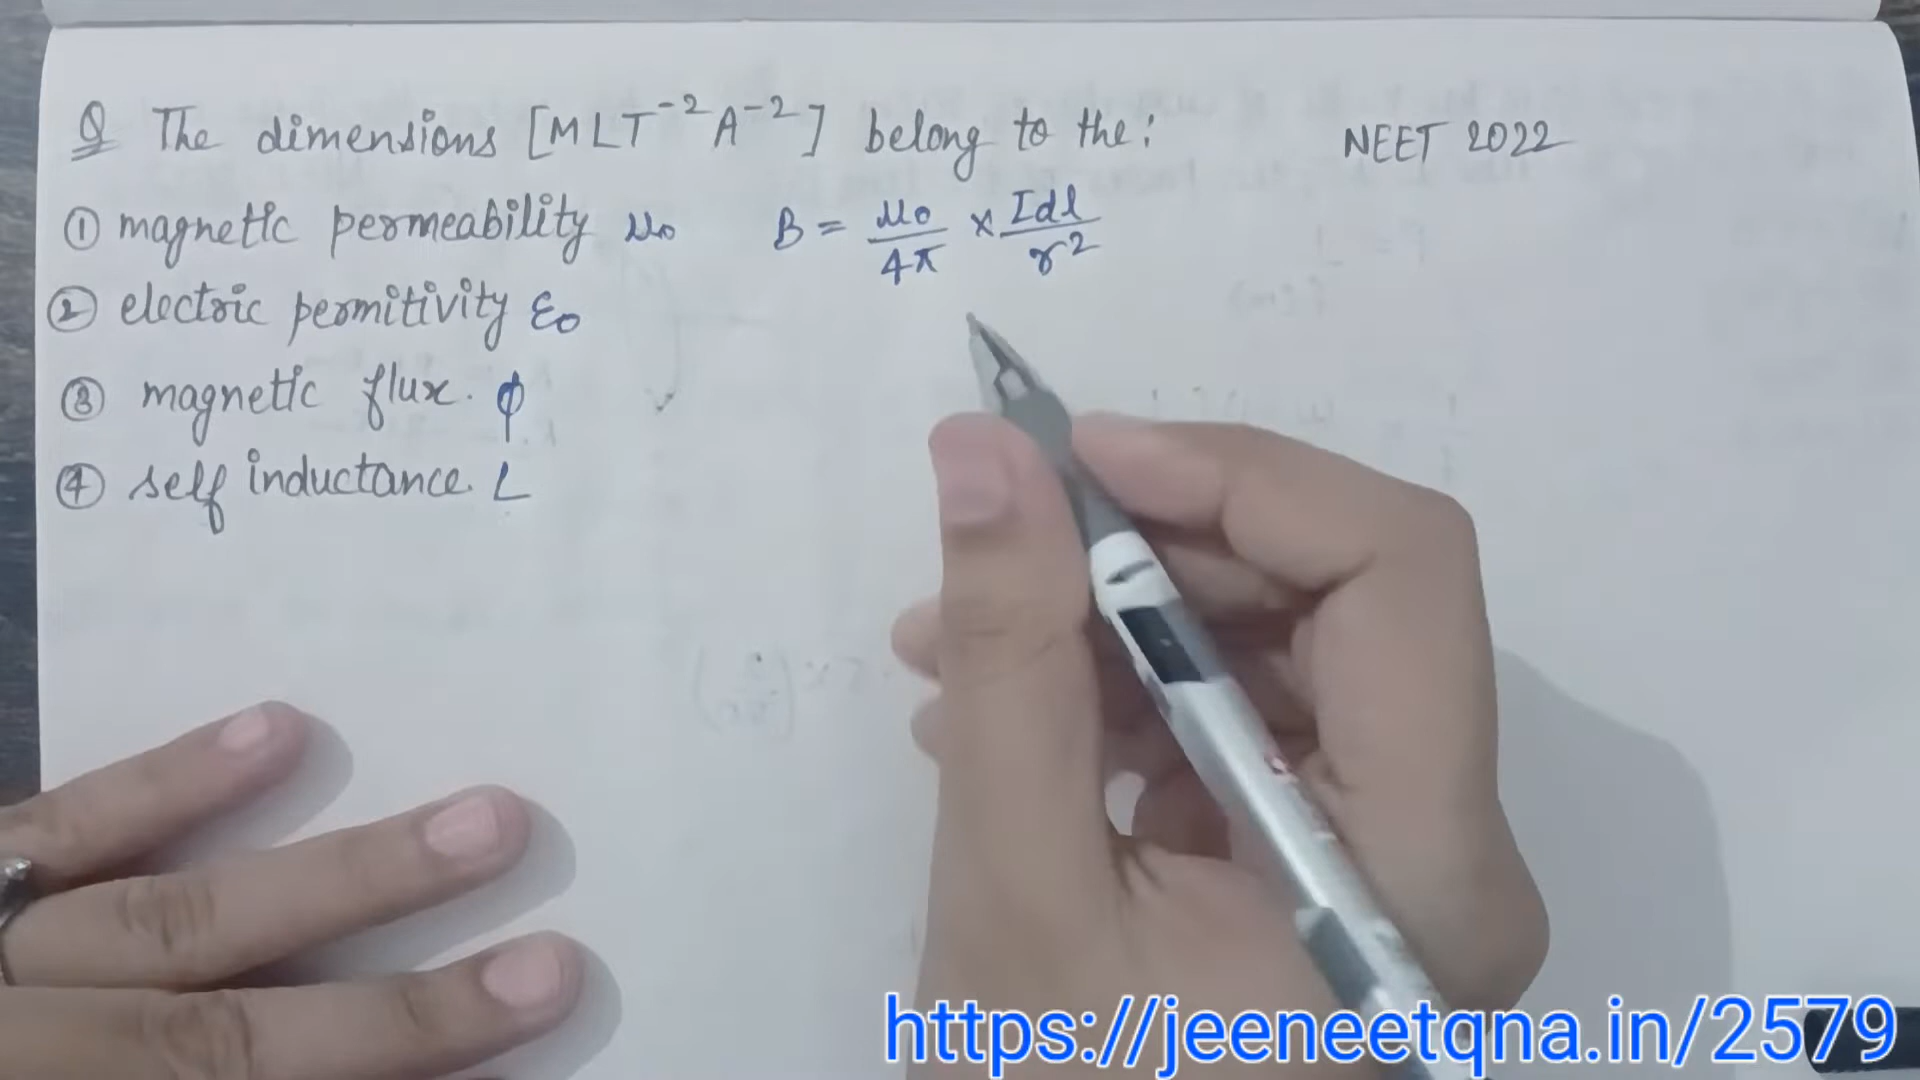 Q The dimensions [MLT⁻²A⁻²] belong to the: NEET 2022
① magnetic permeability μ₀ B = μ₀/4π × Idl/r²
② electric permitivity ε₀
③ magnetic flux. ϕ
④ self inductance. L
https://jeeneetqna.in/2579